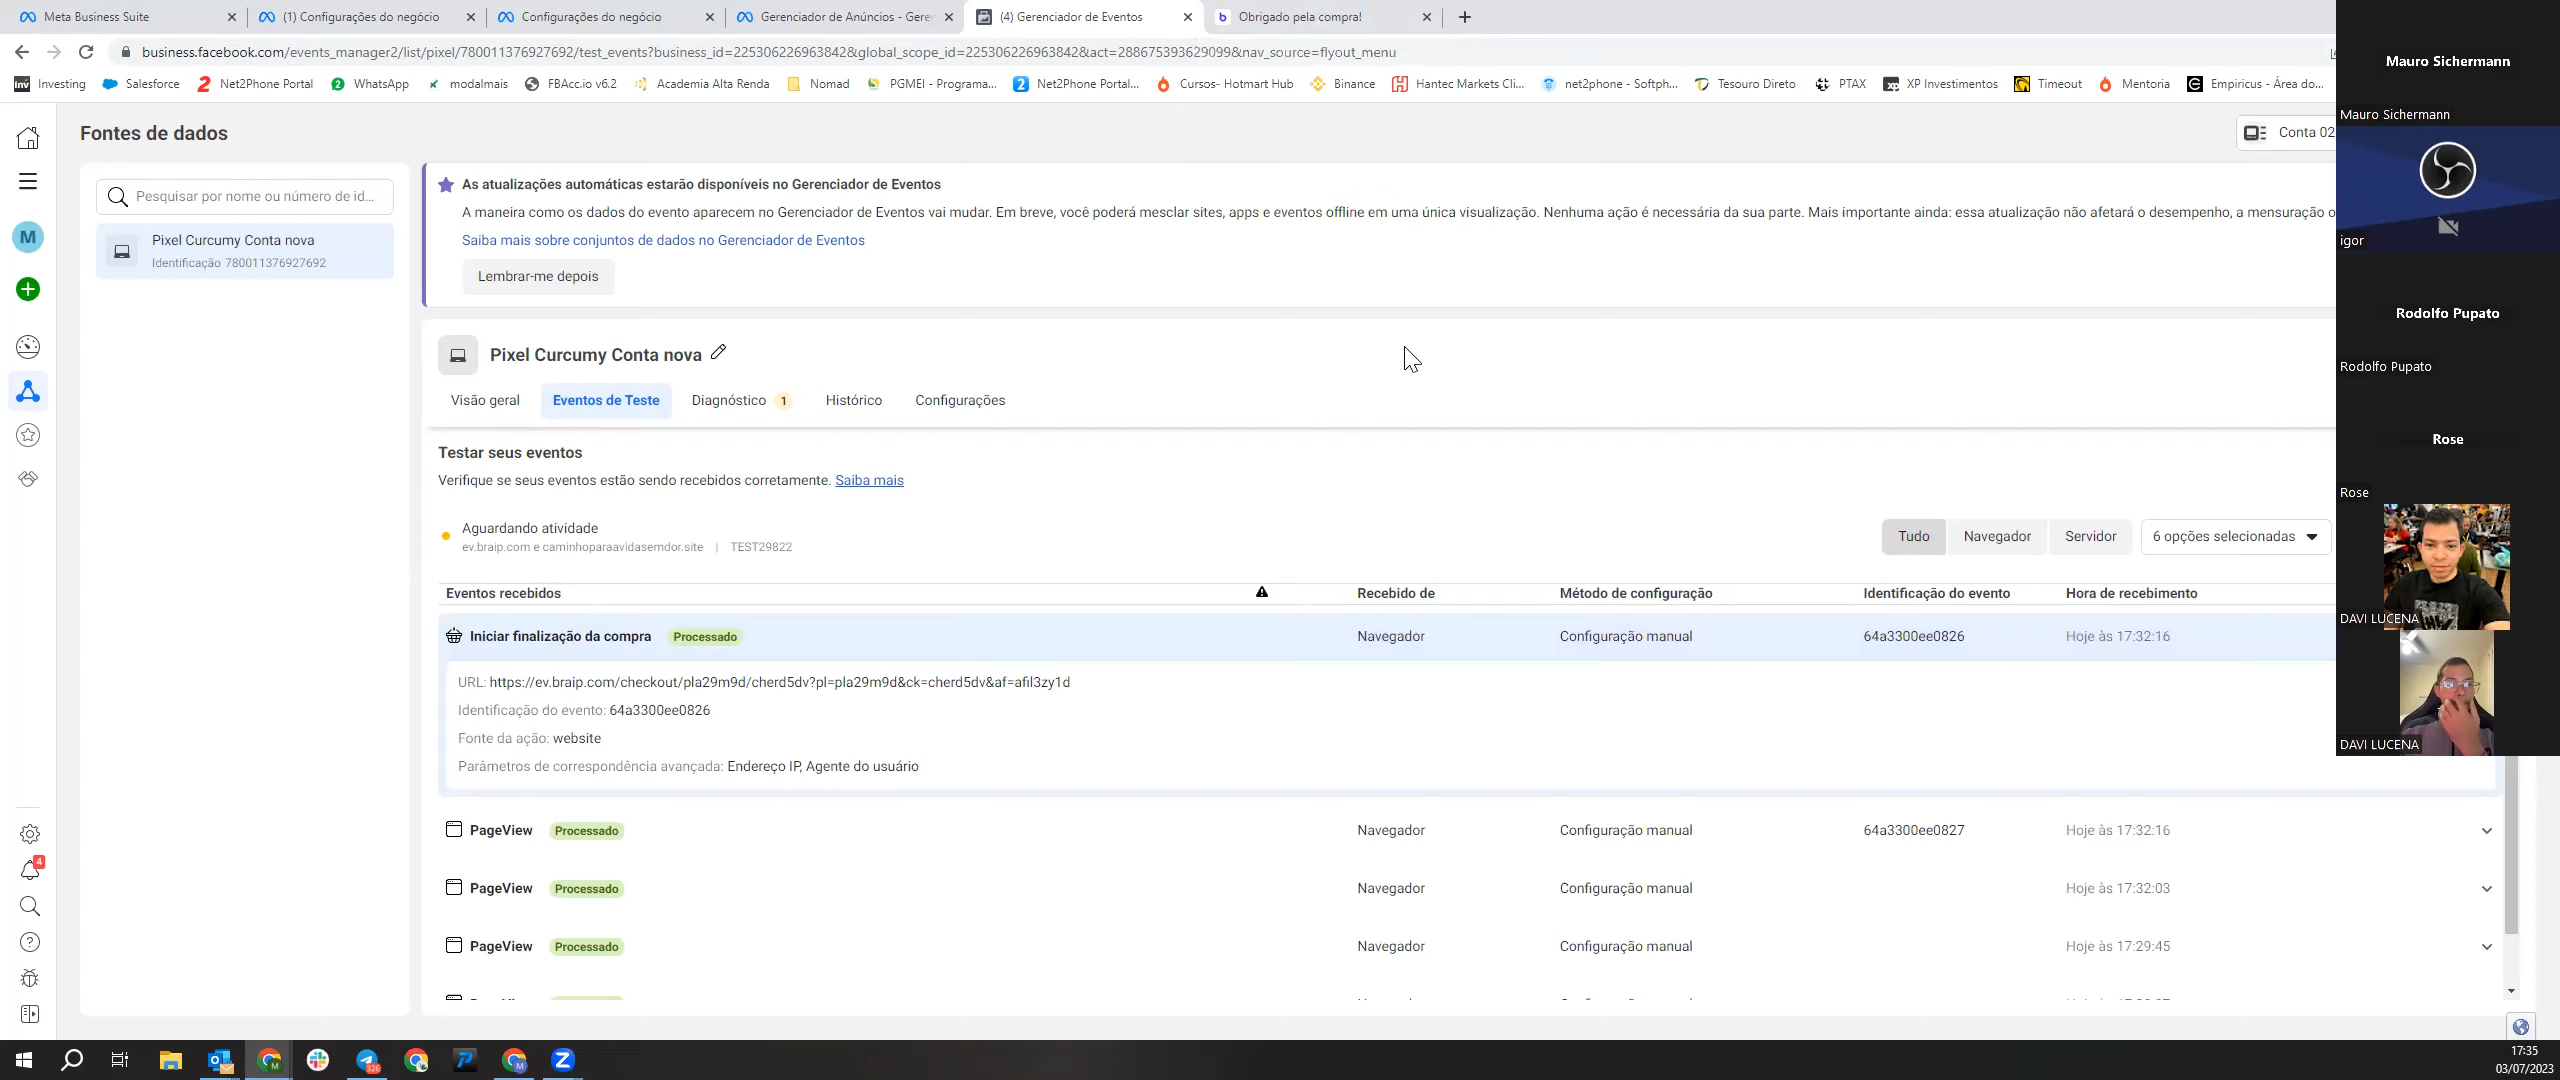 Meta Business Suite
(1) Configurações do negócio
Configurações do negócio
Gerenciador de Anúncios - Geren
(4) Gerenciador de Eventos
Obrigado pela compra!
business.facebook.com/events_manager2/list/pixel/780011376927692/test_events?business_id=225306226963842&global_scope_id=225306226963842&act=288675393629099&nav_source=flyout_menu
Investing
Salesforce
Net2Phone Portal
WhatsApp
modalmais
FBAcc.io v6.2
Academia Alta Renda
Nomad
PGMEI - Programa...
Net2Phone Portal...
Cursos- Hotmart Hub
Binance
Hantec Markets Cli...
net2phone - Softph...
Tesouro Direto
PTAX
XP Investimentos
Timeout
Mentoria
Empiricus - Área do...
Fontes de dados
Conta 02
Pesquisar por nome ou número de id...
Pixel Curcumy Conta nova
Identificação 780011376927692
M
As atualizações automáticas estarão disponíveis no Gerenciador de Eventos
A maneira como os dados do evento aparecem no Gerenciador de Eventos vai mudar. Em breve, você poderá mesclar sites, apps e eventos offline em uma única visualização. Nenhuma ação é necessária da sua parte. Mais importante ainda: essa atualização não afetará o desempenho, a mensuração o
Saiba mais sobre conjuntos de dados no Gerenciador de Eventos
Lembrar-me depois
Pixel Curcumy Conta nova
Visão geral
Eventos de Teste
Diagnóstico 1
Histórico
Configurações
Testar seus eventos
Verifique se seus eventos estão sendo recebidos corretamente. Saiba mais
Aguardando atividade
ev.braip.com e caminhoparaavidasemdor.site | TEST29822
Tudo
Navegador
Servidor
6 opções selecionadas
Eventos recebidos
Recebido de
Método de configuração
Identificação do evento
Hora de recebimento
Iniciar finalização da compra Processado Navegador Configuração manual 64a3300ee0826 Hoje às 17:32:16
URL: https://ev.braip.com/checkout/pla29m9d/cherd5dv?pl=pla29m9d&ck=cherd5dv&af=afil3zy1d
Identificação do evento: 64a3300ee0826
Fonte da ação: website
Parâmetros de correspondência avançada: Endereço IP, Agente do usuário
PageView Processado Navegador Configuração manual 64a3300ee0827 Hoje às 17:32:16
PageView Processado Navegador Configuração manual Hoje às 17:32:03
PageView Processado Navegador Configuração manual Hoje às 17:29:45
4
Mauro Sichermann
Mauro Sichermann
igor
Rodolfo Pupato
Rodolfo Pupato
Rose
Rose
DAVI LUCENA
DAVI LUCENA
326
17:35
03/07/2023